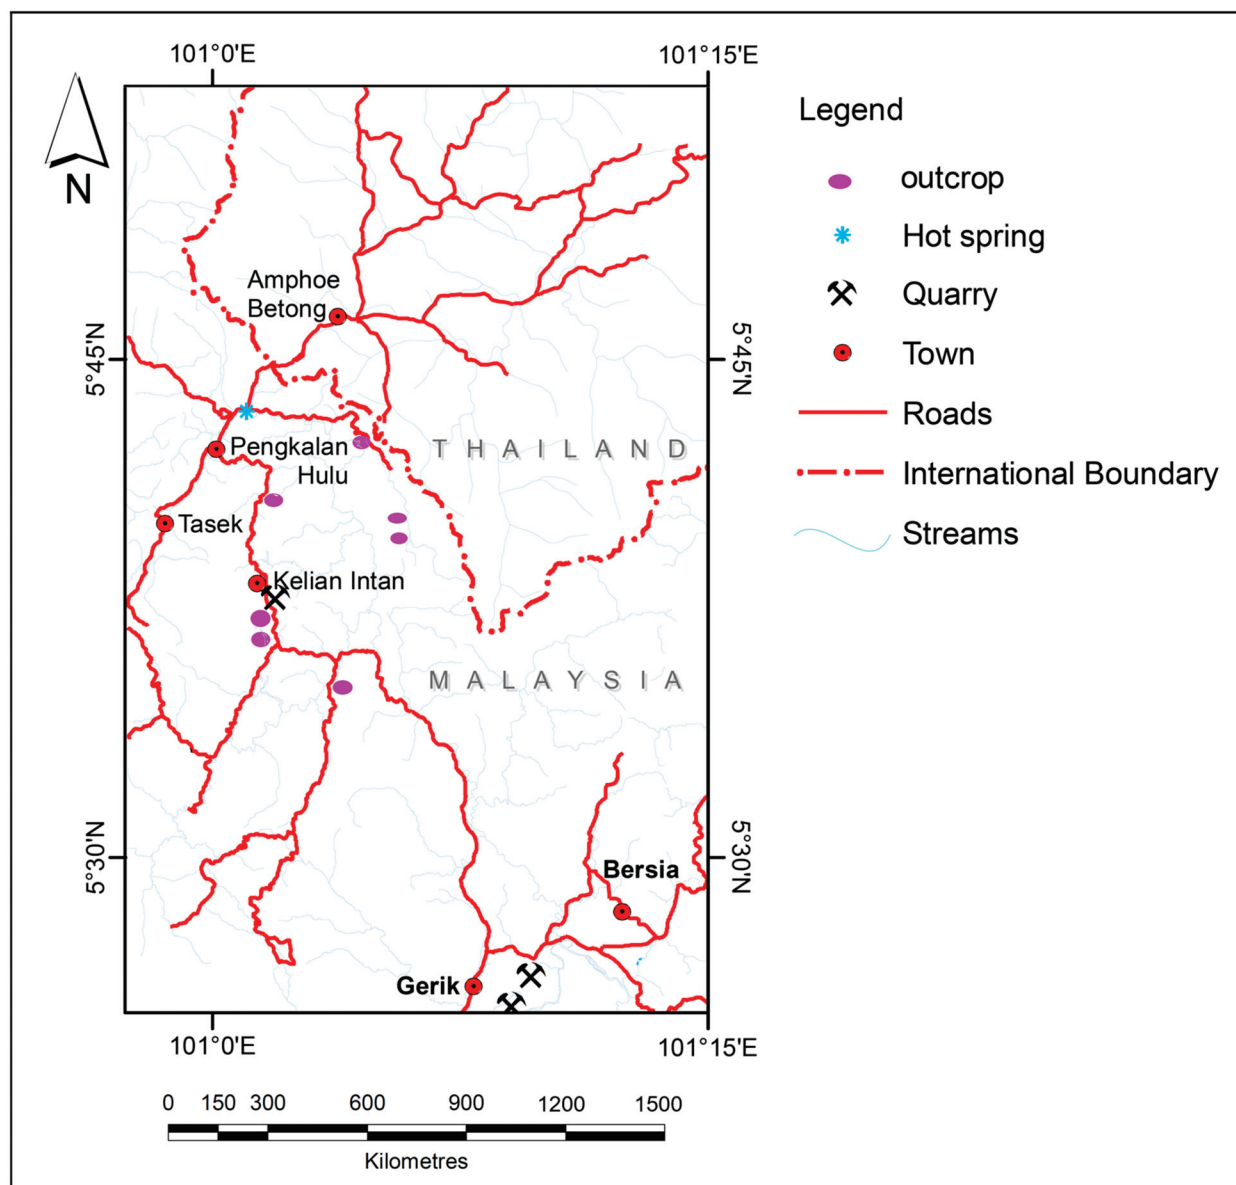 101°0'E
101°15'E
N
Amphoe
Betong
5°45'N
5°45'N
Pengkalan
Hulu
THAILAND
Tasek
Kelian Intan
MALAYSIA
5°30'N
5°30'N
Bersia
Gerik
101°0'E
101°15'E
0 150 300 600 900 1200 1500
Kilometres
Legend
outcrop
Hot spring
Quarry
Town
Roads
International Boundary
Streams